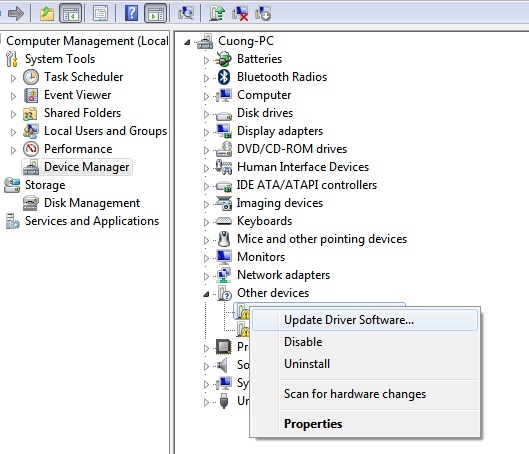 Computer Management (Local
System Tools
Task Scheduler
Event Viewer
Shared Folders
Local Users and Groups
Performance
Device Manager
Storage
Disk Management
Services and Applications
Cuong-PC
Batteries
Bluetooth Radios
Computer
Disk drives
Display adapters
DVD/CD-ROM drives
Human Interface Devices
IDE ATA/ATAPI controllers
Imaging devices
Keyboards
Mice and other pointing devices
Monitors
Network adapters
Other devices
Pr
So
Sy
Un
Update Driver Software...
Disable
Uninstall
Scan for hardware changes
Properties